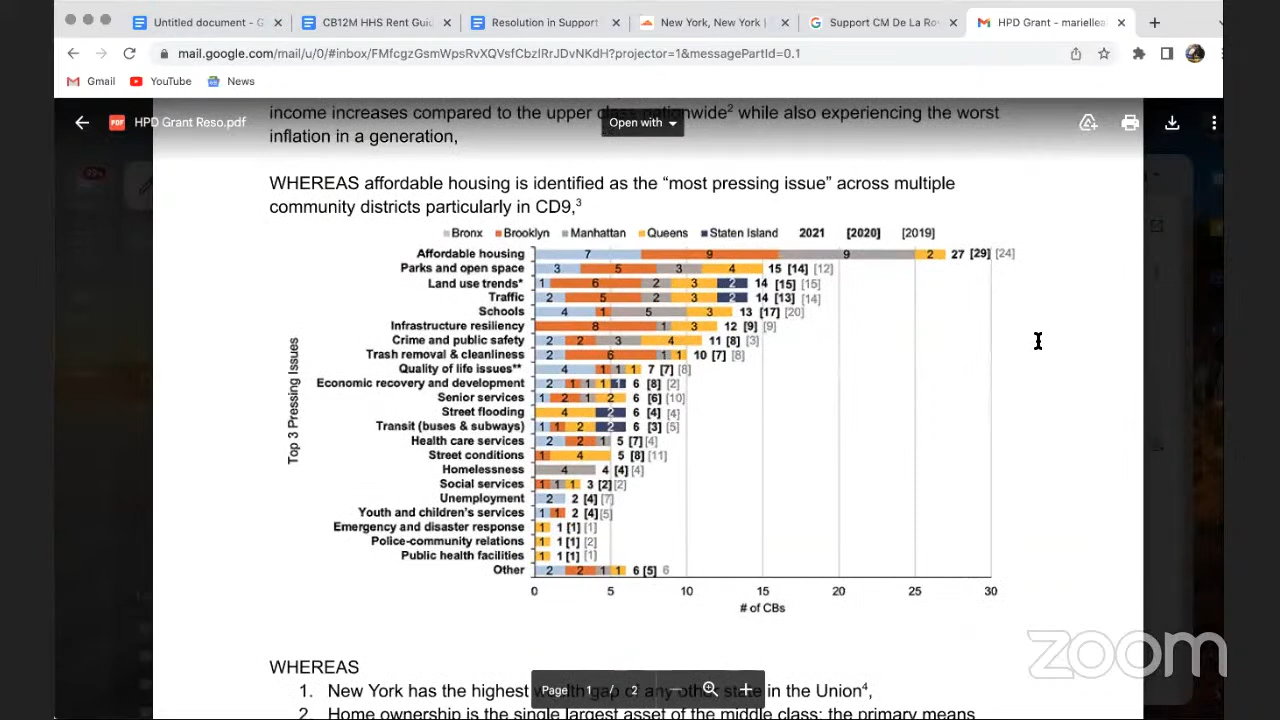 Untitled document - G
CB12M HHS Rent Guid
Resolution in Support
New York, New York |
Support CM De La Ro
HPD Grant - marielleal
mail.google.com/mail/u/0/#inbox/FMfcgzGsmWpsRvXQVsfCbzlRrJDvNKdH?projector=1&messagePartId=0.1
Gmail YouTube News
income increases compared to the upper class nationwide2 while also experiencing the worst
PDF HPD Grant Reso.pdf
Open with
inflation in a generation,
99+
WHEREAS affordable housing is identified as the “most pressing issue” across multiple
community districts particularly in CD9,3
Bronx Brooklyn Manhattan Queens Staten Island 2021 [2020] [2019]
Affordable housing 7 9 9 2 27 [29] [24]
Parks and open space 3 5 3 4 15 [14] [12]
Land use trends* 1 6 2 3 2 14 [15] [15]
Traffic 2 5 2 3 2 14 [13] [14]
Schools 4 1 5 3 13 [17] [20]
Infrastructure resiliency 8 1 3 12 [9] [9]
Crime and public safety 2 2 3 4 11 [8] [3]
Trash removal & cleanliness 2 6 1 1 10 [7] [8]
Quality of life issues** 4 1 1 1 7 [7] [8]
Economic recovery and development 2 1 1 1 1 6 [8] [2]
Senior services 1 2 1 2 6 [6] [10]
Street flooding 4 2 6 [4] [4]
Transit (buses & subways) 1 1 2 2 6 [3] [5]
Health care services 2 2 1 5 [7] [4]
Street conditions 1 4 5 [8] [11]
Homelessness 4 4 [4] [4]
Social services 1 1 1 3 [2] [2]
Unemployment 2 2 [4] [7]
Youth and children's services 1 1 2 [4] [5]
Emergency and disaster response 1 1 [1] [1]
Police-community relations 1 1 [1] [2]
Public health facilities 1 1 [1] [1]
Other 2 2 1 1 6 [5] 6
Top 3 Pressing Issues
0 5 10 15 20 25 30
# of CBs
zoom
WHEREAS
1. New York has the highest wealth gap of any other state in the Union4,
Page 1 / 2
2. Home ownership is the single largest asset of the middle class; the primary means